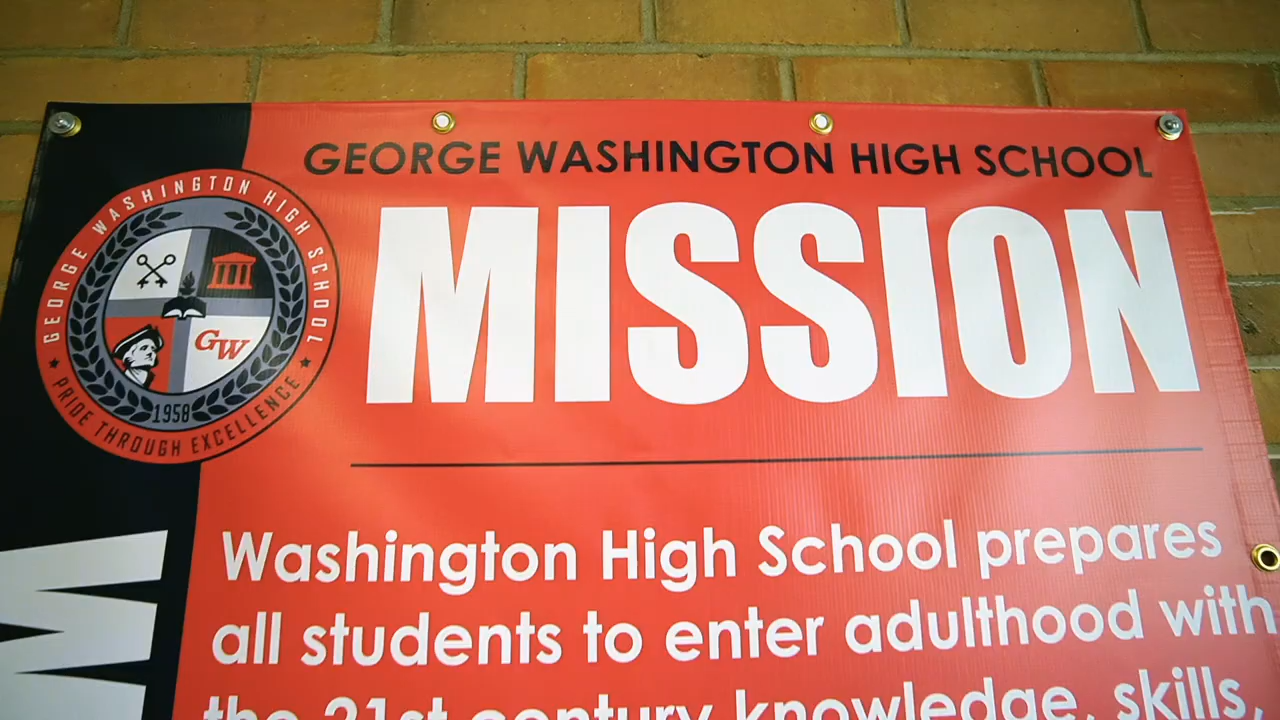 GEORGE WASHINGTON HIGH SCHOOL
MISSION
GEORGE WASHINGTON HIGH SCHOOL
GW
1958
★ PRIDE THROUGH EXCELLENCE ★
Washington High School prepares
all students to enter adulthood with
the 21st century knowledge, skills,
M